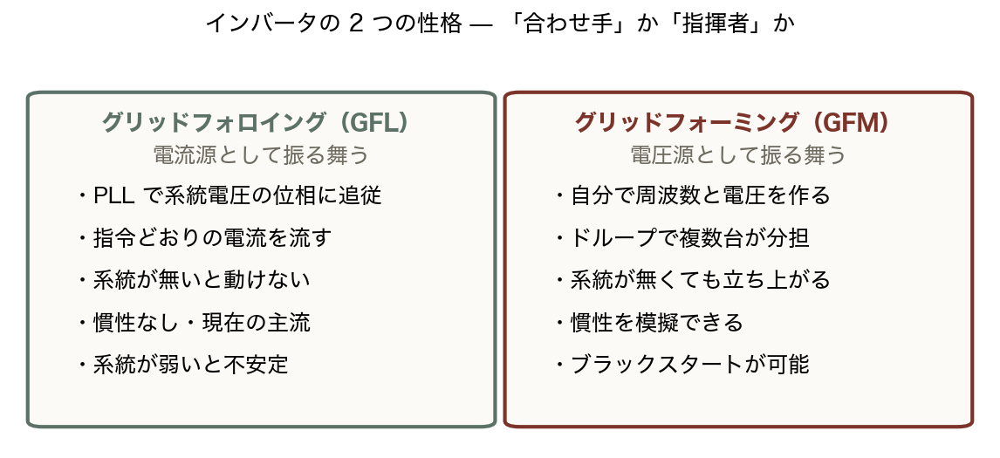 インバータの 2 つの性格 — 「合わせ手」か「指揮者」か
グリッドフォロイング（GFL）
電流源として振る舞う
・PLL で系統電圧の位相に追従
・指令どおりの電流を流す
・系統が無いと動けない
・慣性なし・現在の主流
・系統が弱いと不安定
グリッドフォーミング（GFM）
電圧源として振る舞う
・自分で周波数と電圧を作る
・ドループで複数台が分担
・系統が無くても立ち上がる
・慣性を模擬できる
・ブラックスタートが可能